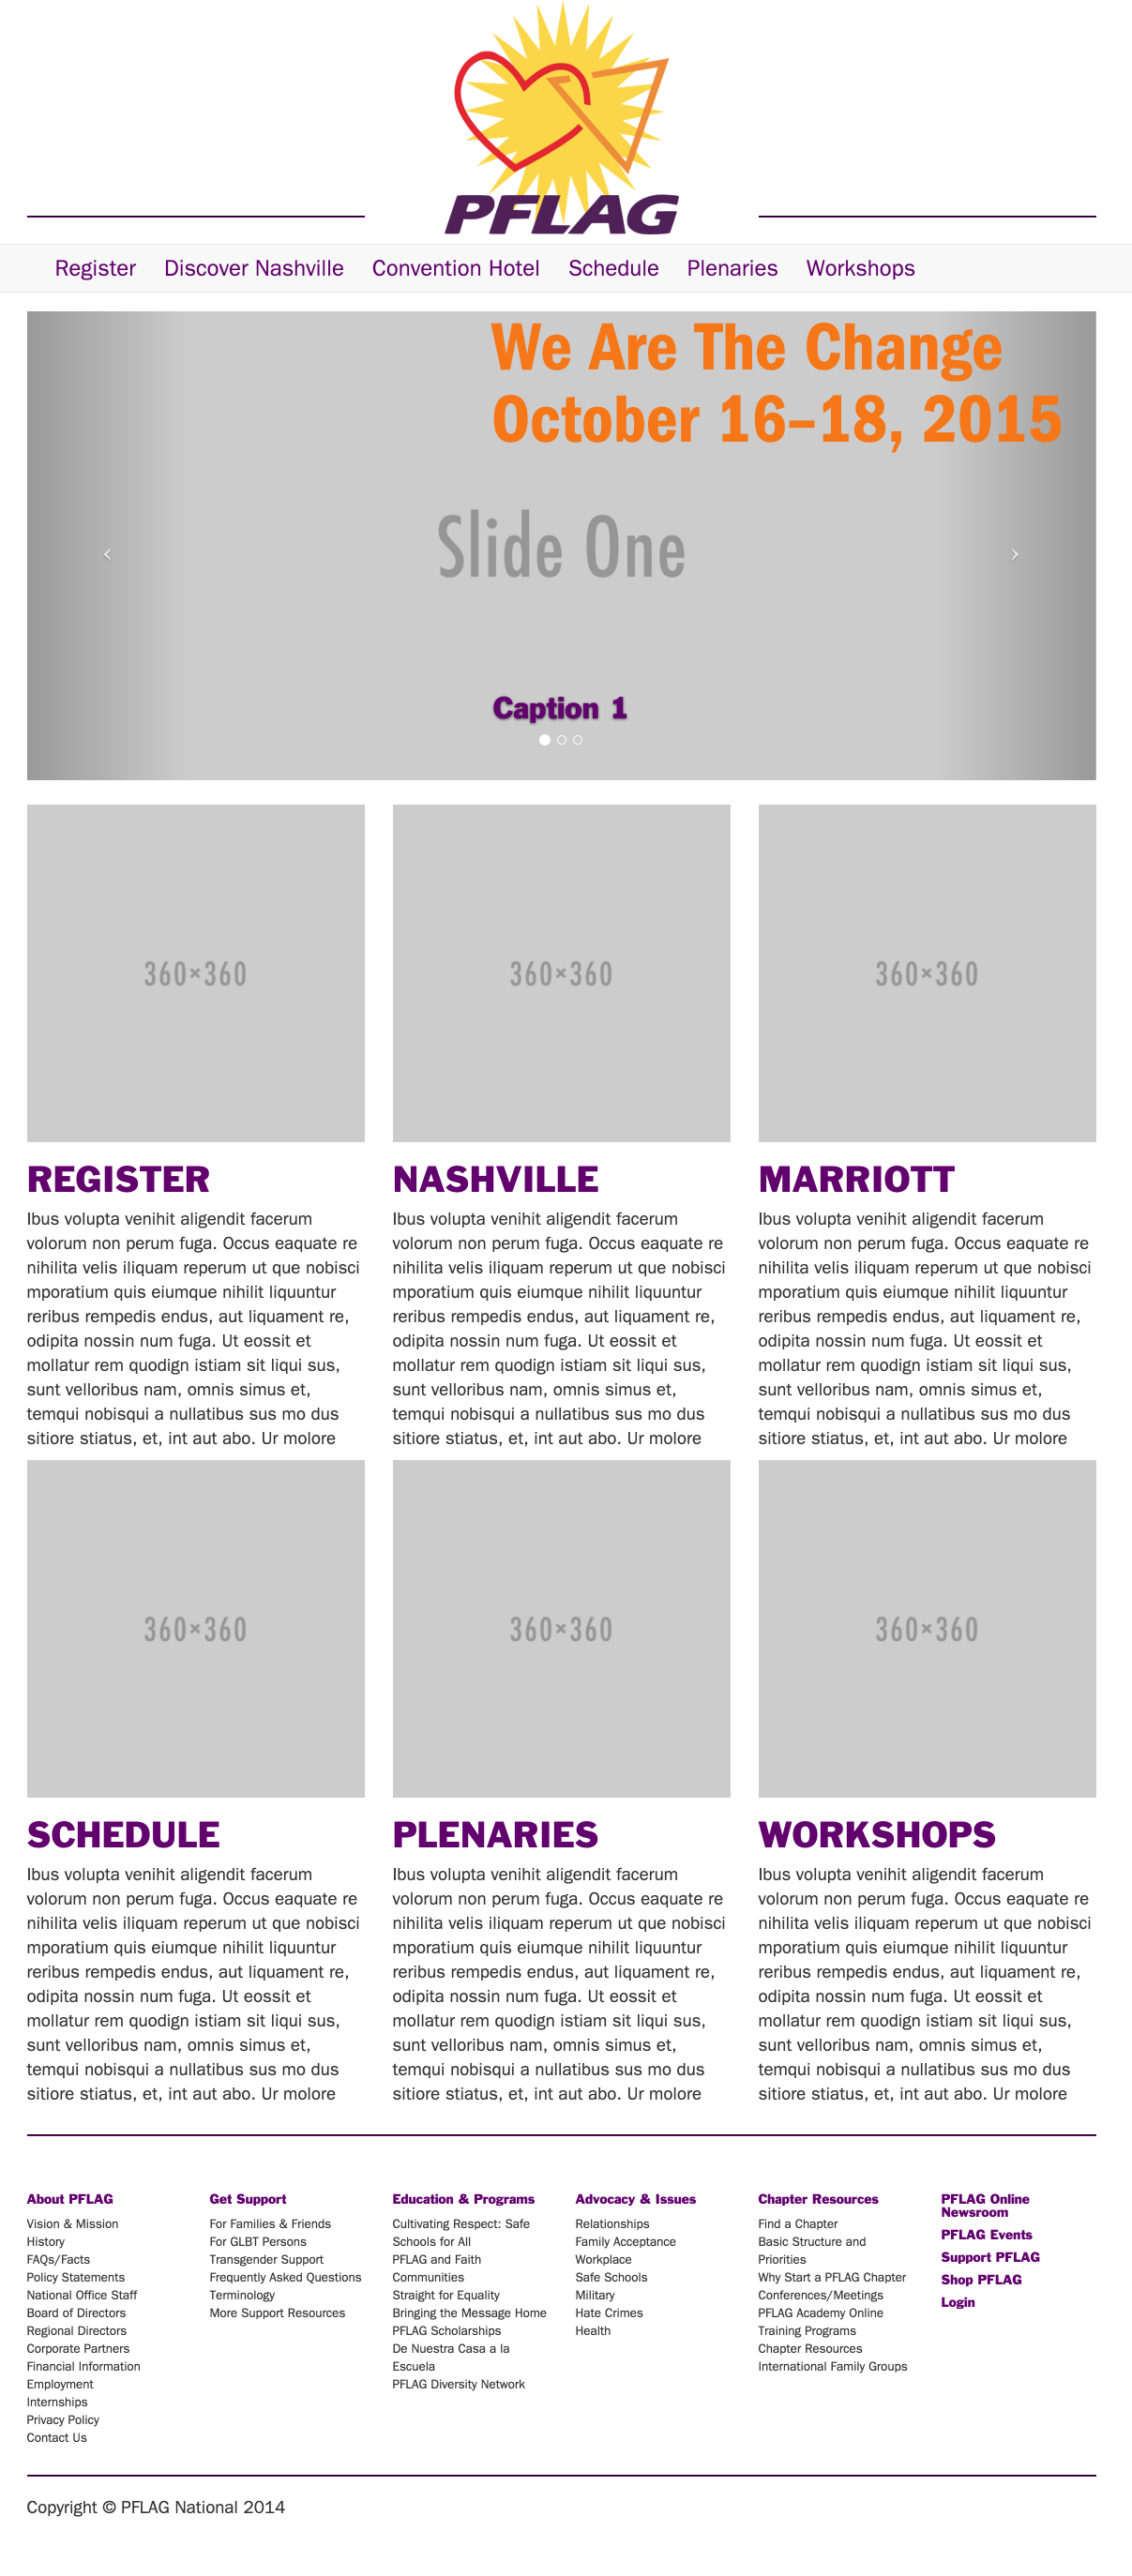 PFLAG
Register Discover Nashville Convention Hotel Schedule Plenaries Workshops
We Are The Change
October 16–18, 2015
Slide One
Caption 1
360×360
360×360
360×360
REGISTER
Ibus volupta venihit aligendit facerum
volorum non perum fuga. Occus eaquate re
nihilita velis iliquam reperum ut que nobisci
mporatium quis eiumque nihilit liquuntur
reribus rempedis endus, aut liquament re,
odipita nossin num fuga. Ut eossit et
mollatur rem quodign istiam sit liqui sus,
sunt velloribus nam, omnis simus et,
temqui nobisqui a nullatibus sus mo dus
sitiore stiatus, et, int aut abo. Ur molore
NASHVILLE
Ibus volupta venihit aligendit facerum
volorum non perum fuga. Occus eaquate re
nihilita velis iliquam reperum ut que nobisci
mporatium quis eiumque nihilit liquuntur
reribus rempedis endus, aut liquament re,
odipita nossin num fuga. Ut eossit et
mollatur rem quodign istiam sit liqui sus,
sunt velloribus nam, omnis simus et,
temqui nobisqui a nullatibus sus mo dus
sitiore stiatus, et, int aut abo. Ur molore
MARRIOTT
Ibus volupta venihit aligendit facerum
volorum non perum fuga. Occus eaquate re
nihilita velis iliquam reperum ut que nobisci
mporatium quis eiumque nihilit liquuntur
reribus rempedis endus, aut liquament re,
odipita nossin num fuga. Ut eossit et
mollatur rem quodign istiam sit liqui sus,
sunt velloribus nam, omnis simus et,
temqui nobisqui a nullatibus sus mo dus
sitiore stiatus, et, int aut abo. Ur molore
360×360
360×360
360×360
SCHEDULE
Ibus volupta venihit aligendit facerum
volorum non perum fuga. Occus eaquate re
nihilita velis iliquam reperum ut que nobisci
mporatium quis eiumque nihilit liquuntur
reribus rempedis endus, aut liquament re,
odipita nossin num fuga. Ut eossit et
mollatur rem quodign istiam sit liqui sus,
sunt velloribus nam, omnis simus et,
temqui nobisqui a nullatibus sus mo dus
sitiore stiatus, et, int aut abo. Ur molore
PLENARIES
Ibus volupta venihit aligendit facerum
volorum non perum fuga. Occus eaquate re
nihilita velis iliquam reperum ut que nobisci
mporatium quis eiumque nihilit liquuntur
reribus rempedis endus, aut liquament re,
odipita nossin num fuga. Ut eossit et
mollatur rem quodign istiam sit liqui sus,
sunt velloribus nam, omnis simus et,
temqui nobisqui a nullatibus sus mo dus
sitiore stiatus, et, int aut abo. Ur molore
WORKSHOPS
Ibus volupta venihit aligendit facerum
volorum non perum fuga. Occus eaquate re
nihilita velis iliquam reperum ut que nobisci
mporatium quis eiumque nihilit liquuntur
reribus rempedis endus, aut liquament re,
odipita nossin num fuga. Ut eossit et
mollatur rem quodign istiam sit liqui sus,
sunt velloribus nam, omnis simus et,
temqui nobisqui a nullatibus sus mo dus
sitiore stiatus, et, int aut abo. Ur molore
About PFLAG
Vision & Mission
History
FAQs/Facts
Policy Statements
National Office Staff
Board of Directors
Regional Directors
Corporate Partners
Financial Information
Employment
Internships
Privacy Policy
Contact Us
Get Support
For Families & Friends
For GLBT Persons
Transgender Support
Frequently Asked Questions
Terminology
More Support Resources
Education & Programs
Cultivating Respect: Safe
Schools for All
PFLAG and Faith
Communities
Straight for Equality
Bringing the Message Home
PFLAG Scholarships
De Nuestra Casa a la
Escuela
PFLAG Diversity Network
Advocacy & Issues
Relationships
Family Acceptance
Workplace
Safe Schools
Military
Hate Crimes
Health
Chapter Resources
Find a Chapter
Basic Structure and
Priorities
Why Start a PFLAG Chapter
Conferences/Meetings
PFLAG Academy Online
Training Programs
Chapter Resources
International Family Groups
PFLAG Online
Newsroom
PFLAG Events
Support PFLAG
Shop PFLAG
Login
Copyright © PFLAG National 2014